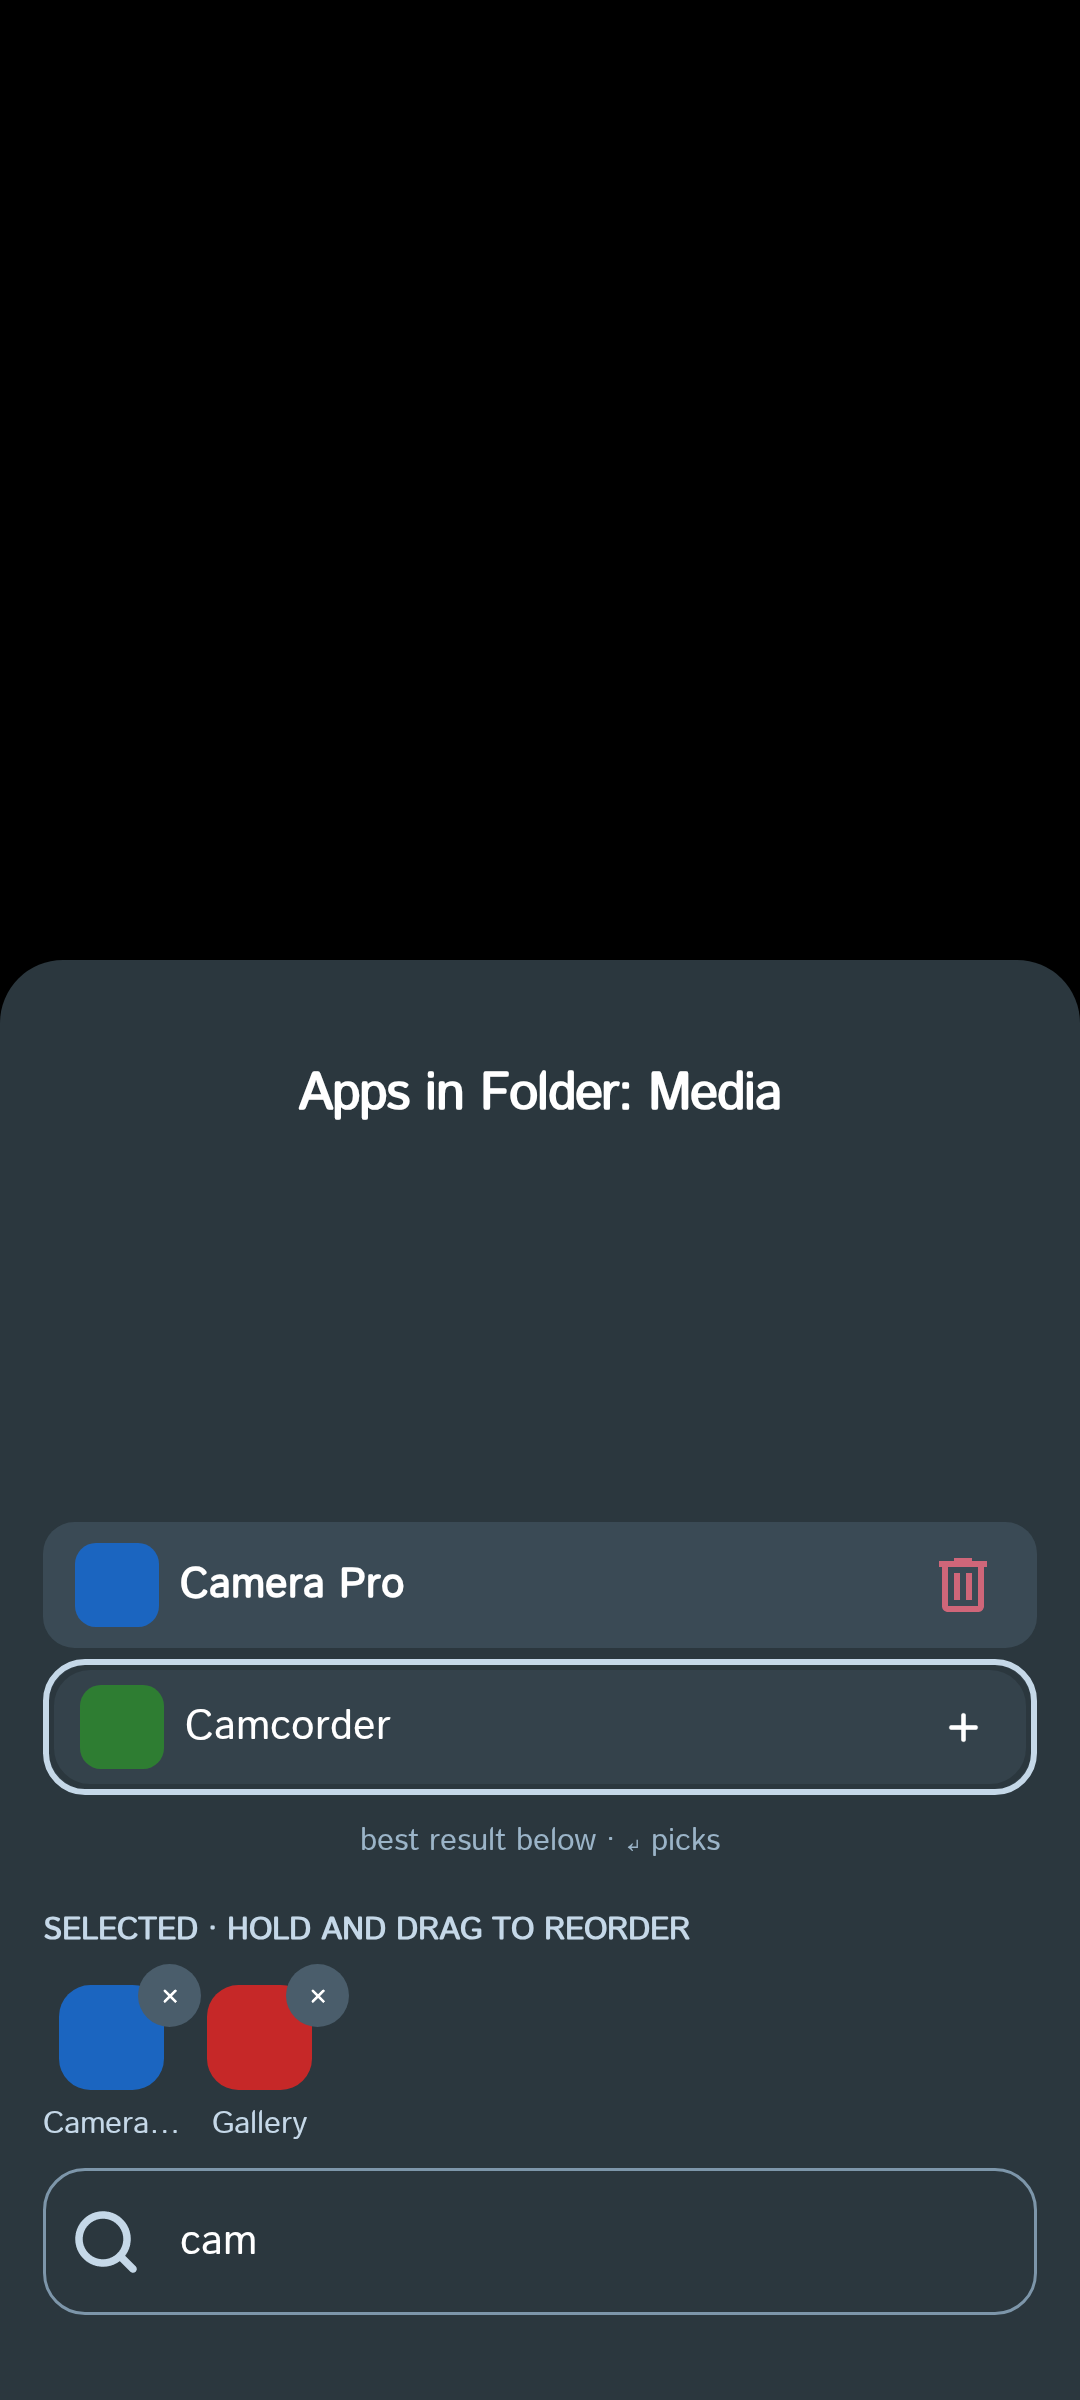 Apps in Folder: Media
Camera Pro
Camcorder
best result below · ↲ picks
SELECTED · HOLD AND DRAG TO REORDER
Camera...
Gallery
cam